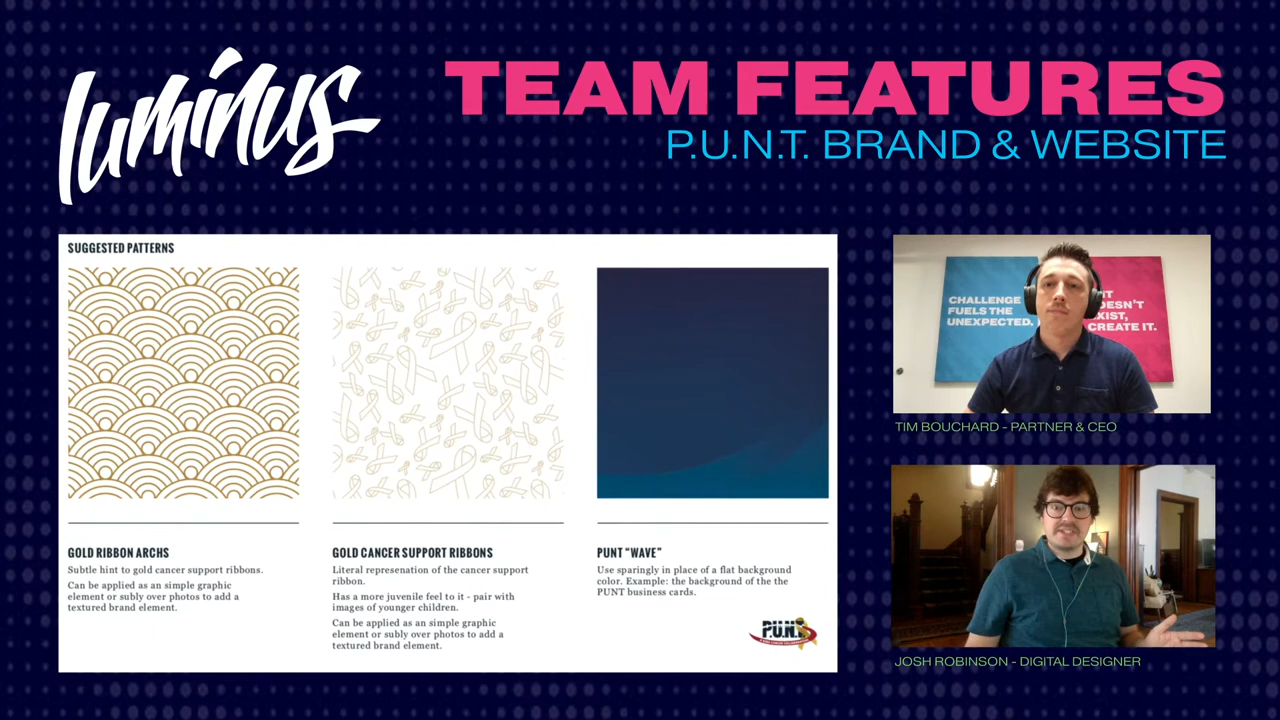 luminus
TEAM FEATURES
P.U.N.T. BRAND & WEBSITE
SUGGESTED PATTERNS
GOLD RIBBON ARCHS
Subtle hint to gold cancer support ribbons.
Can be applied as an simple graphic
element or subly over photos to add a
textured brand element.
GOLD CANCER SUPPORT RIBBONS
Literal represenation of the cancer support
ribbon.
Has a more juvenile feel to it - pair with
images of younger children.
Can be applied as an simple graphic
element or subly over photos to add a
textured brand element.
PUNT “WAVE”
Use sparingly in place of a flat background
color. Example: the background of the the
PUNT business cards.
P.U.N.T.
CHALLENGE
FUELS THE
UNEXPECTED.
EXIST,
CREATE IT.
TIM BOUCHARD - PARTNER & CEO
JOSH ROBINSON - DIGITAL DESIGNER